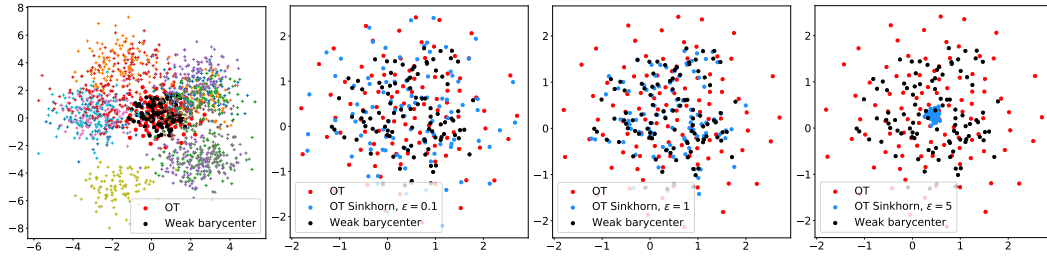 8
6
4
2
0
−2
−4
−6
−8
−6 −4 −2 0 2 4
OT
Weak barycenter
2
1
0
−1
−2
−2 −1 0 1 2
OT
OT Sinkhorn, ε = 0.1
Weak barycenter
2
1
0
−1
−2
−2 −1 0 1 2
OT
OT Sinkhorn, ε = 1
Weak barycenter
2
1
0
−1
−2
−2 −1 0 1 2
OT
OT Sinkhorn, ε = 5
Weak barycenter